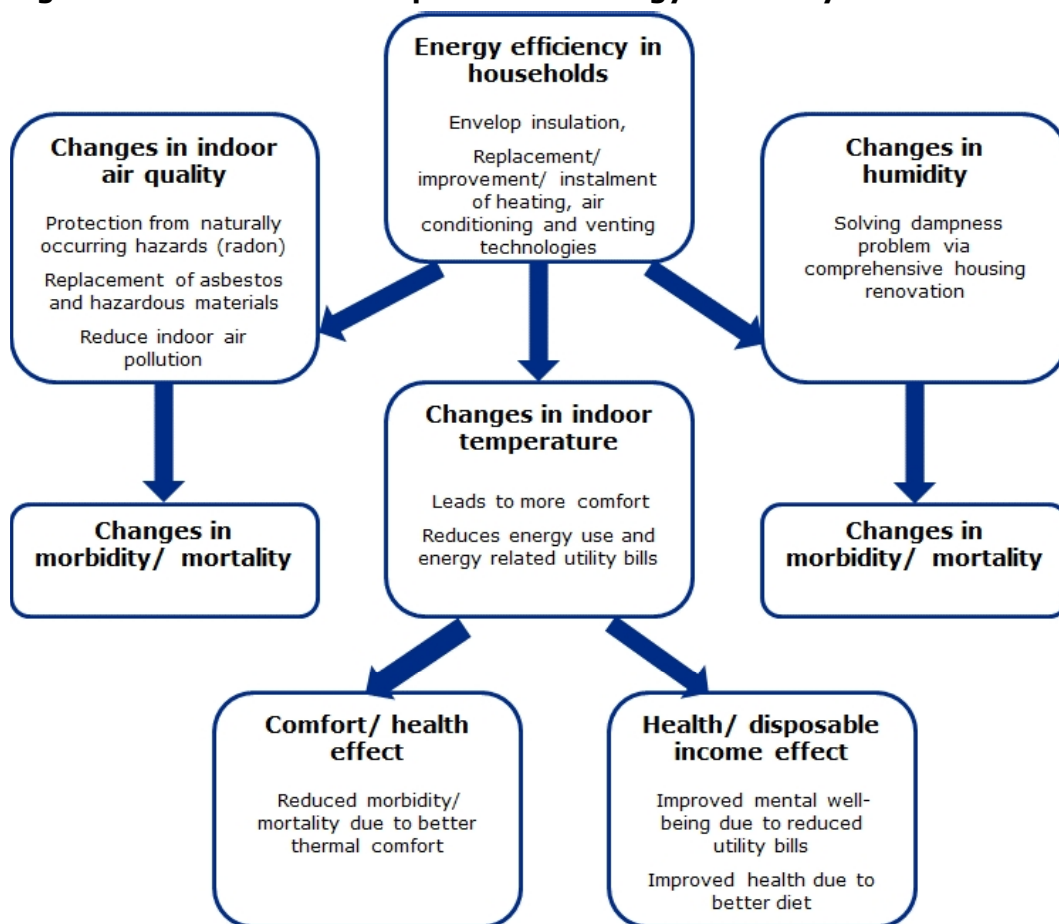 Energy efficiency in
households
Envelop insulation,
Replacement/
improvement/ instalment
of heating, air
conditioning and venting
technologies
Changes in indoor
air quality
Protection from naturally
occurring hazards (radon)
Replacement of asbestos
and hazardous materials
Reduce indoor air
pollution
Changes in
humidity
Solving dampness
problem via
comprehensive housing
renovation
Changes in indoor
temperature
Leads to more comfort
Reduces energy use and
energy related utility bills
Changes in
morbidity/ mortality
Changes in
morbidity/ mortality
Comfort/ health
effect
Reduced morbidity/
mortality due to better
thermal comfort
Health/ disposable
income effect
Improved mental well-
being due to reduced
utility bills
Improved health due to
better diet